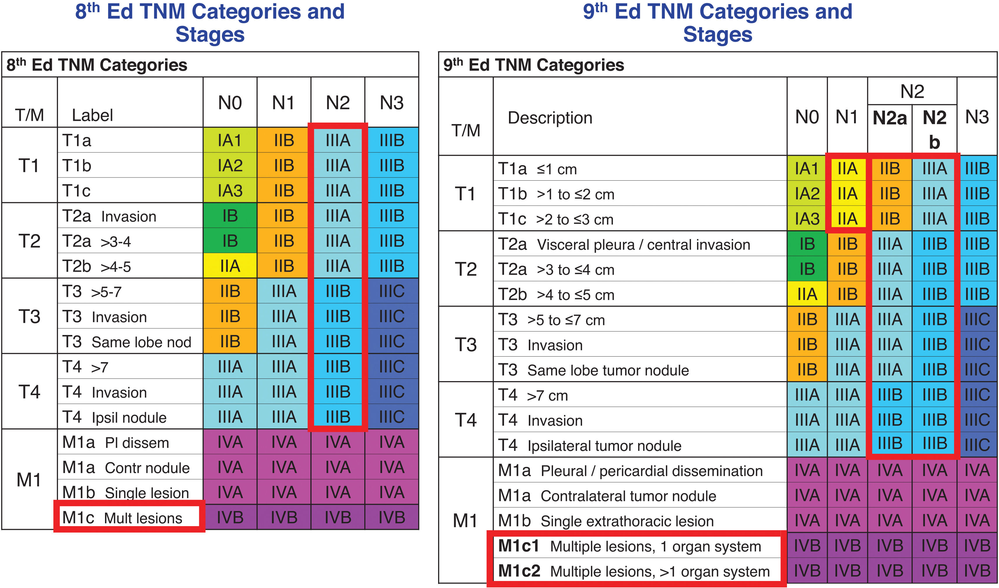 8th Ed TNM Categories and
Stages
8th Ed TNM Categories
T/M Label N0 N1 N2 N3
T1
T1a IA1 IIB IIIA IIIB
T1b IA2 IIB IIIA IIIB
T1c IA3 IIB IIIA IIIB
T2
T2a Invasion IB IIB IIIA IIIB
T2a >3-4 IB IIB IIIA IIIB
T2b >4-5 IIA IIB IIIA IIIB
T3
T3 >5-7 IIB IIIA IIIB IIIC
T3 Invasion IIB IIIA IIIB IIIC
T3 Same lobe nod IIB IIIA IIIB IIIC
T4
T4 >7 IIIA IIIA IIIB IIIC
T4 Invasion IIIA IIIA IIIB IIIC
T4 Ipsil nodule IIIA IIIA IIIB IIIC
M1
M1a Pl dissem IVA IVA IVA IVA
M1a Contr nodule IVA IVA IVA IVA
M1b Single lesion IVA IVA IVA IVA
M1c Mult lesions IVB IVB IVB IVB
9th Ed TNM Categories and
Stages
9th Ed TNM Categories
N2
T/M Description N0 N1 N2a N2 N3
b
T1
T1a ≤1 cm IA1 IIA IIB IIIA IIIB
T1b >1 to ≤2 cm IA2 IIA IIB IIIA IIIB
T1c >2 to ≤3 cm IA3 IIA IIB IIIA IIIB
T2
T2a Visceral pleura / central invasion IB IIB IIIA IIIB IIIB
T2a >3 to ≤4 cm IB IIB IIIA IIIB IIIB
T2b >4 to ≤5 cm IIA IIB IIIA IIIB IIIB
T3
T3 >5 to ≤7 cm IIB IIIA IIIA IIIB IIIC
T3 Invasion IIB IIIA IIIA IIIB IIIC
T3 Same lobe tumor nodule IIB IIIA IIIA IIIB IIIC
T4
T4 >7 cm IIIA IIIA IIIB IIIB IIIC
T4 Invasion IIIA IIIA IIIB IIIB IIIC
T4 Ipsilateral tumor nodule IIIA IIIA IIIB IIIB IIIC
M1
M1a Pleural / pericardial dissemination IVA IVA IVA IVA IVA
M1a Contralateral tumor nodule IVA IVA IVA IVA IVA
M1b Single extrathoracic lesion IVA IVA IVA IVA IVA
M1c1 Multiple lesions, 1 organ system IVB IVB IVB IVB IVB
M1c2 Multiple lesions, >1 organ system IVB IVB IVB IVB IVB